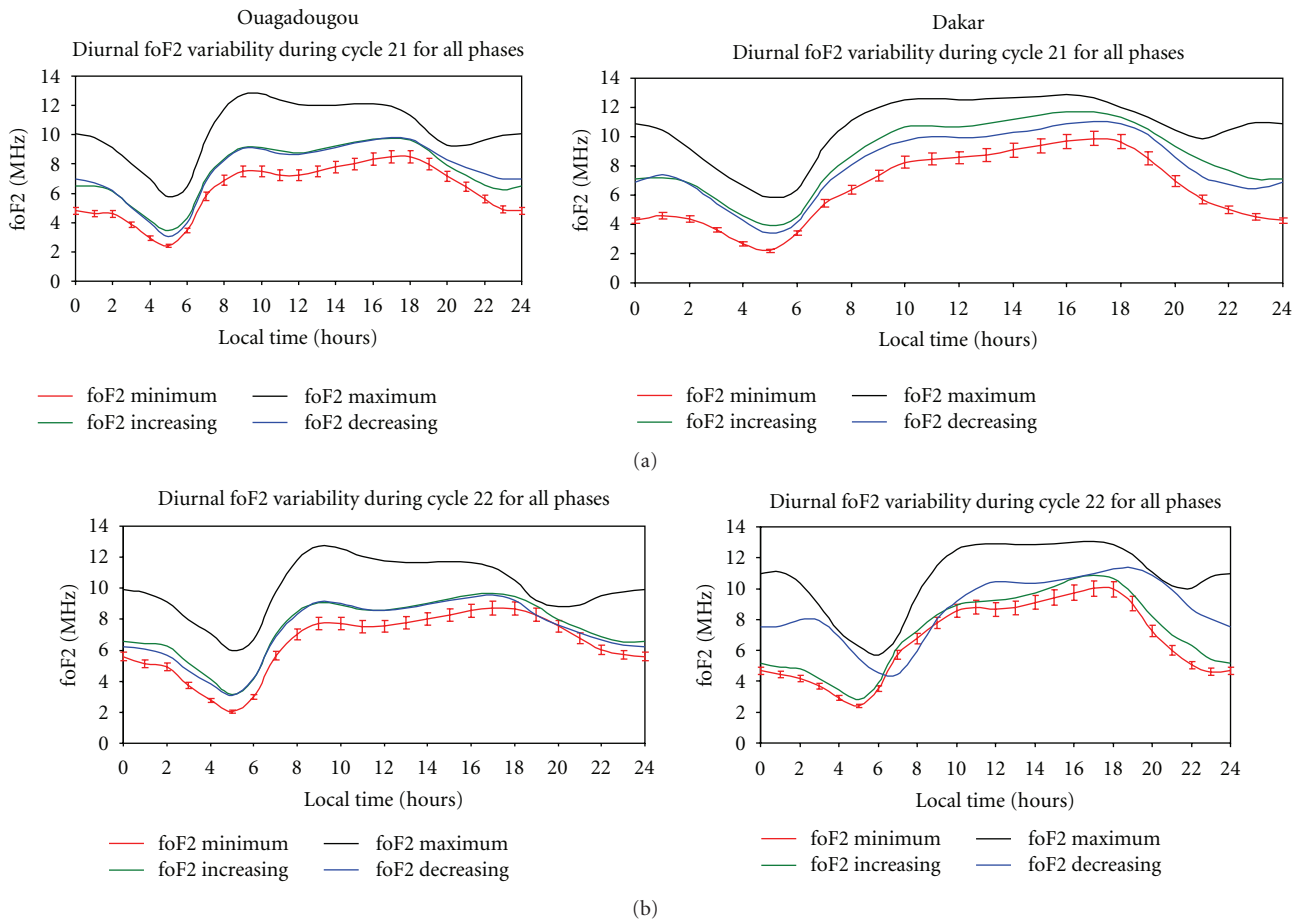 Ouagadougou
Diurnal foF2 variability during cycle 21 for all phases
foF2 (MHz)
14
12
10
8
6
4
2
0
0 2 4 6 8 10 12 14 16 18 20 22 24
Local time (hours)
foF2 minimum
foF2 maximum
foF2 increasing
foF2 decreasing
Dakar
Diurnal foF2 variability during cycle 21 for all phases
foF2 (MHz)
14
12
10
8
6
4
2
0
0 2 4 6 8 10 12 14 16 18 20 22 24
Local time (hours)
foF2 minimum
foF2 maximum
foF2 increasing
foF2 decreasing
(a)
Diurnal foF2 variability during cycle 22 for all phases
foF2 (MHz)
14
12
10
8
6
4
2
0
0 2 4 6 8 10 12 14 16 18 20 22 24
Local time (hours)
foF2 minimum
foF2 maximum
foF2 increasing
foF2 decreasing
Diurnal foF2 variability during cycle 22 for all phases
foF2 (MHz)
14
12
10
8
6
4
2
0
0 2 4 6 8 10 12 14 16 18 20 22 24
Local time (hours)
foF2 minimum
foF2 maximum
foF2 increasing
foF2 decreasing
(b)